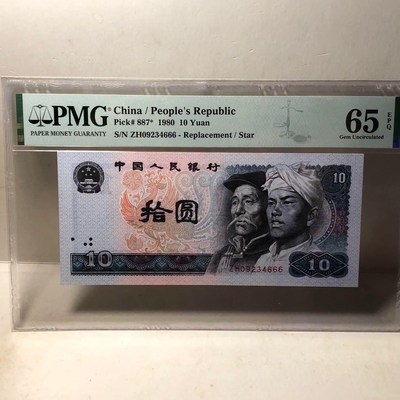 PMG
PAPER MONEY GUARANTY
China / People's Republic
Pick# 887* 1980 10 Yuan
S/N ZH09234666 - Replacement / Star
65 EPQ
Gem Uncirculated
中国人民银行
10
拾圆
ZH09234666
10
10